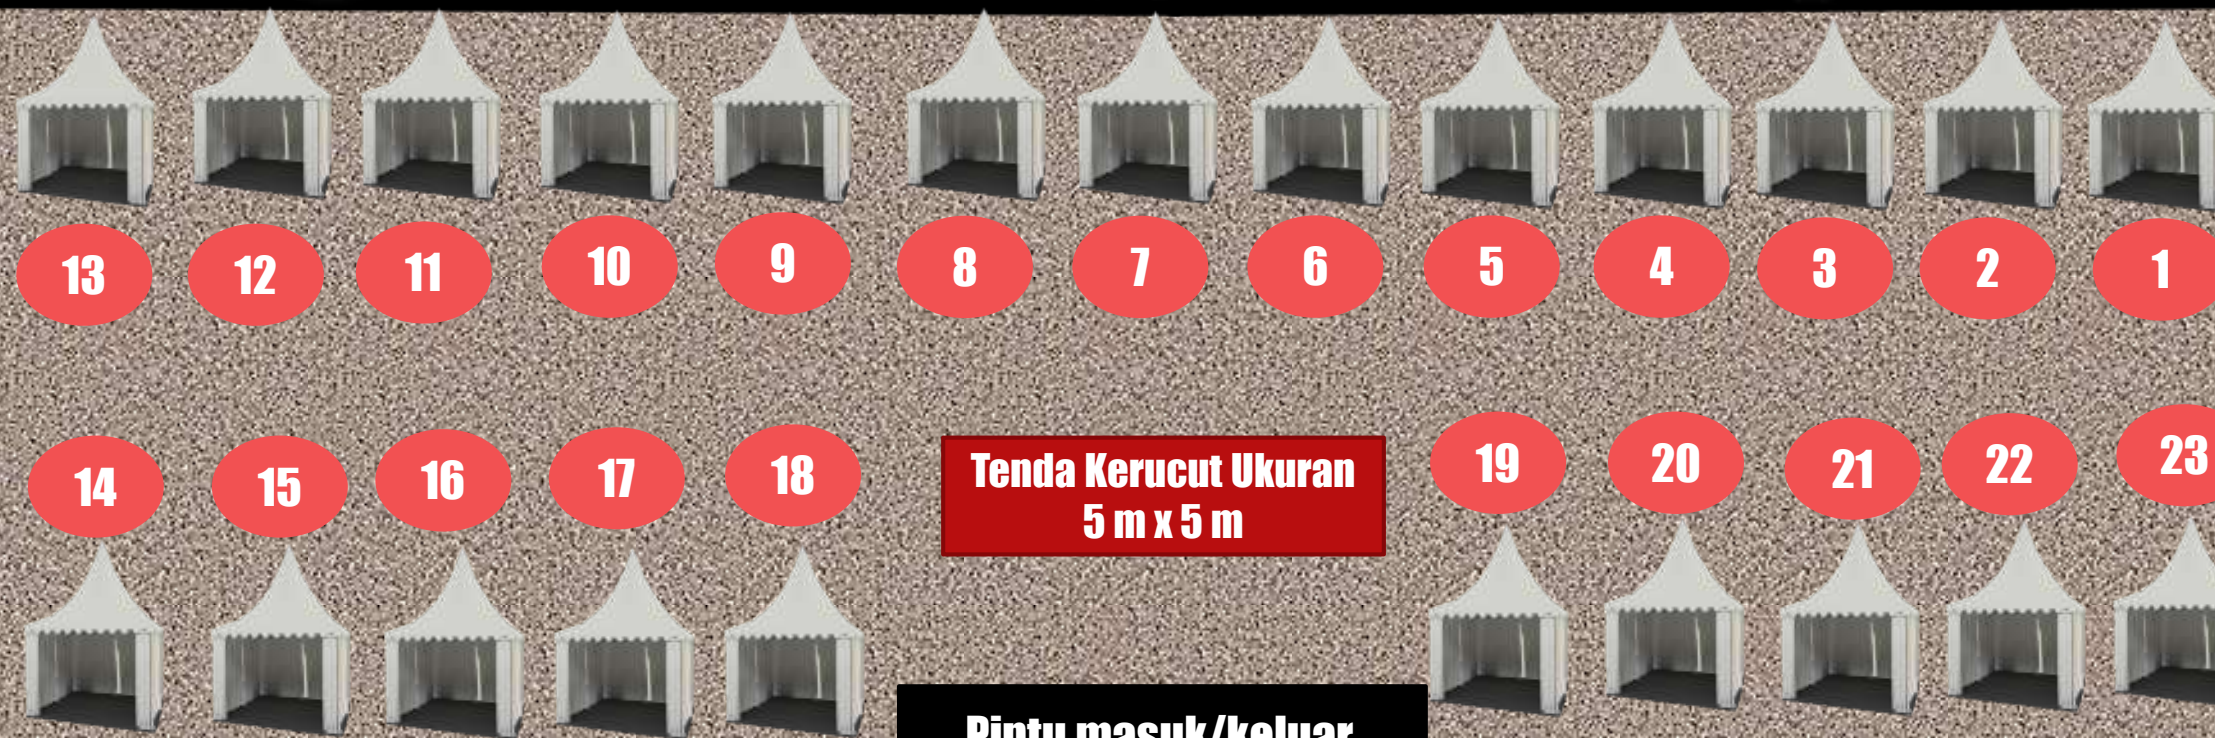 13 12 11 10 9 8 7 6 5 4 3 2 1
14 15 16 17 18 19 20 21 22 23
Tenda Kerucut Ukuran
5 m x 5 m
Pintu masuk/keluar